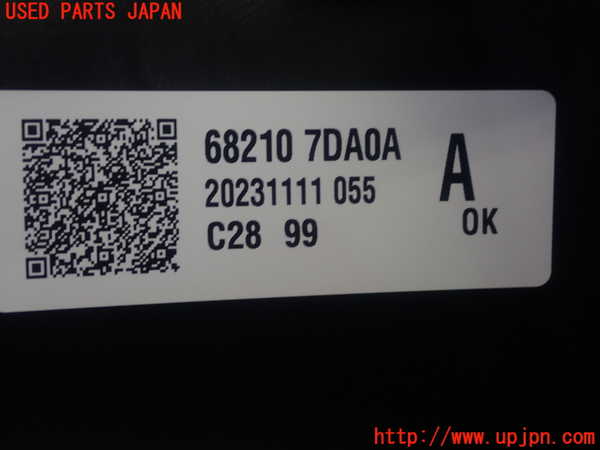 USED PARTS JAPAN
68210 7DA0A
20231111 055
C28 99
A
OK
http://www.upjpn.com/